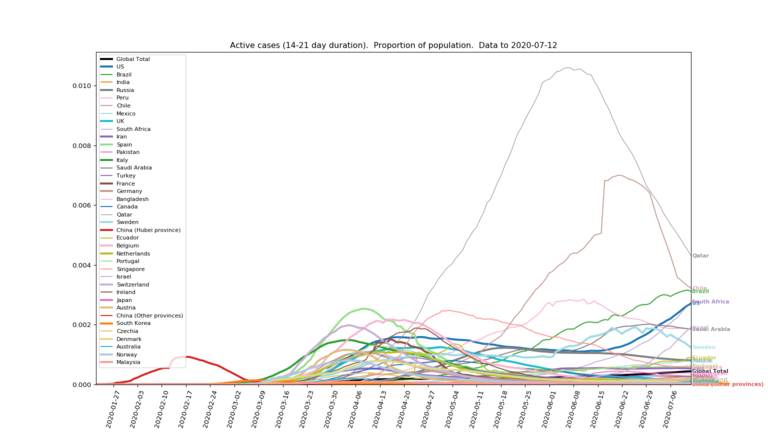 Active cases (14-21 day duration). Proportion of population. Data to 2020-07-12
Global Total
US
Brazil
India
Russia
Peru
Chile
Mexico
UK
South Africa
Iran
Spain
Pakistan
Italy
Saudi Arabia
Turkey
France
Germany
Bangladesh
Canada
Qatar
Sweden
China (Hubei province)
Ecuador
Belgium
Netherlands
Portugal
Singapore
Israel
Switzerland
Ireland
Japan
Austria
China (Other provinces)
South Korea
Czechia
Denmark
Australia
Norway
Malaysia
0.010
0.008
0.006
0.004
0.002
0.000
Qatar
Brazil
South Africa
Sweden
Ecuador
Global Total
2020-01-27
2020-02-03
2020-02-10
2020-02-17
2020-02-24
2020-03-02
2020-03-09
2020-03-16
2020-03-23
2020-03-30
2020-04-06
2020-04-13
2020-04-20
2020-04-27
2020-05-04
2020-05-11
2020-05-18
2020-05-25
2020-06-01
2020-06-08
2020-06-15
2020-06-22
2020-06-29
2020-07-06